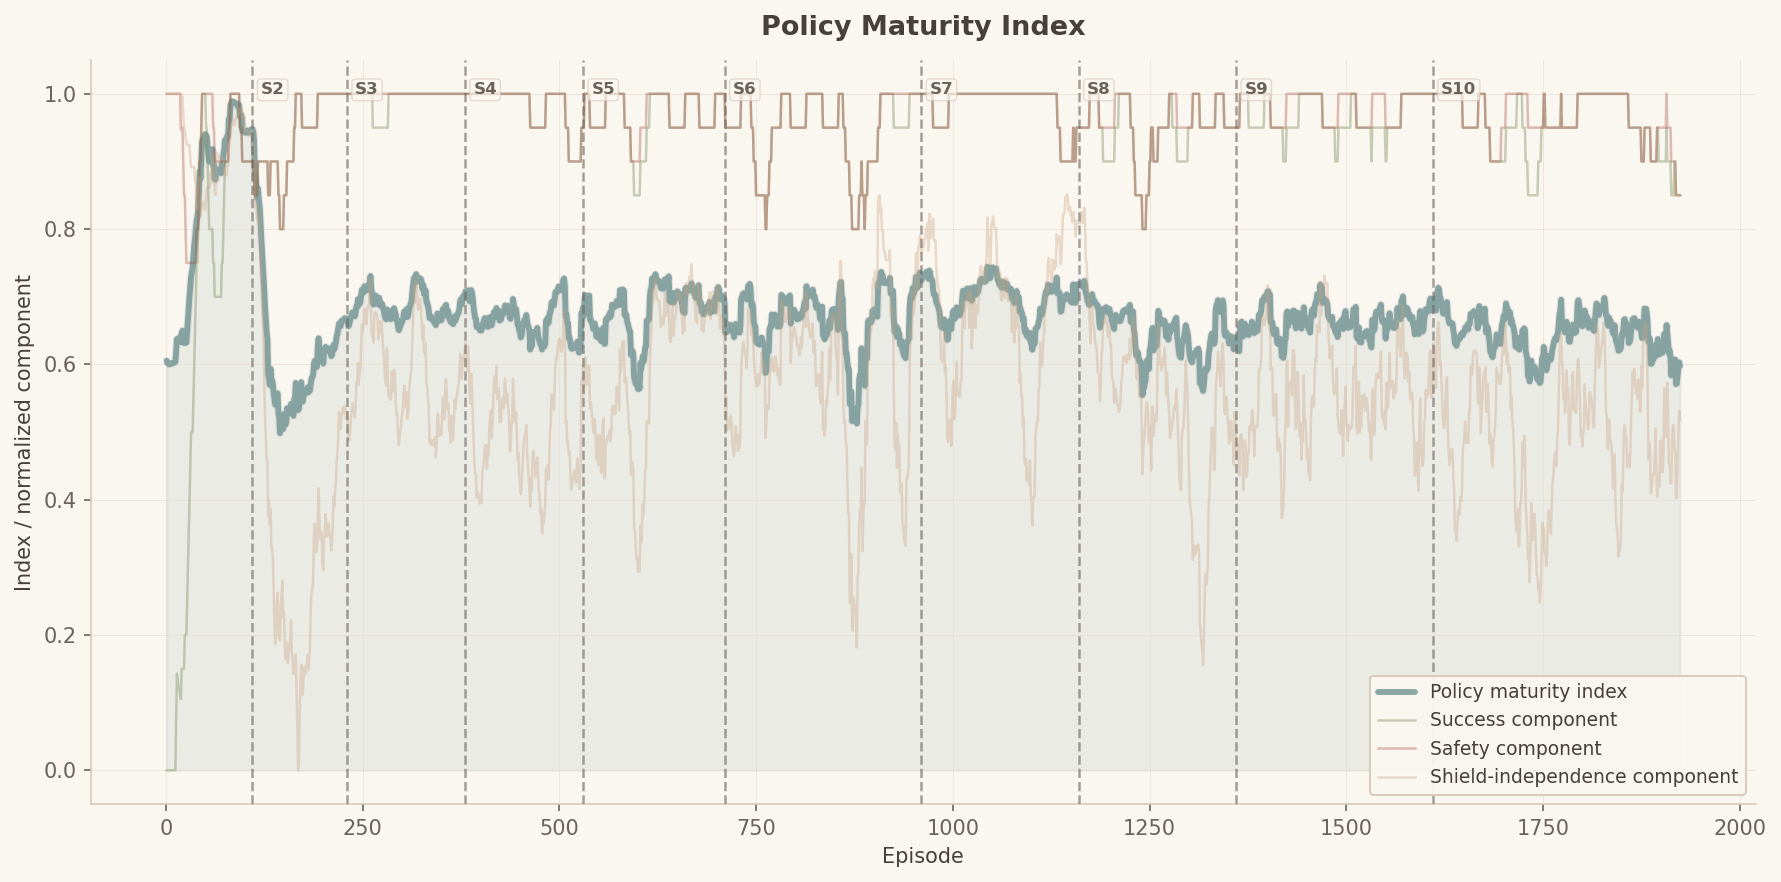 Policy Maturity Index
S2 S3 S4 S5 S6 S7 S8 S9 S10
1.0
0.8
0.6
0.4
0.2
0.0
Index / normalized component
Policy maturity index
Success component
Safety component
Shield-independence component
0 250 500 750 1000 1250 1500 1750 2000
Episode